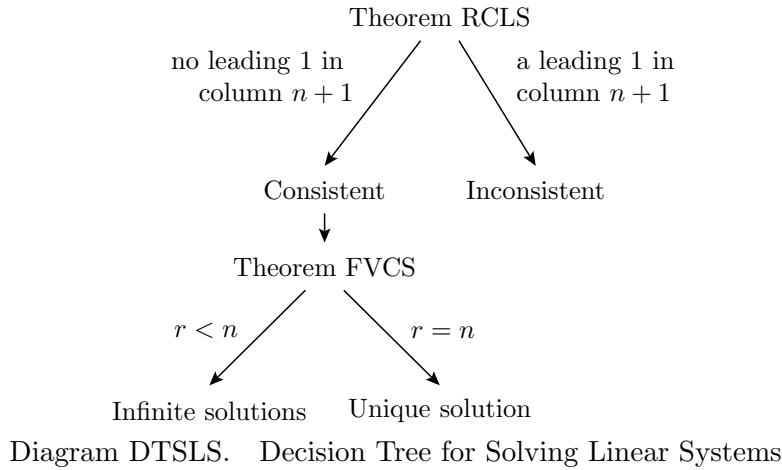 Theorem RCLS
no leading 1 in
column n + 1
a leading 1 in
column n + 1
Consistent
Inconsistent
Theorem FVCS
r < n
r = n
Infinite solutions
Unique solution
Diagram DTSLS. Decision Tree for Solving Linear Systems